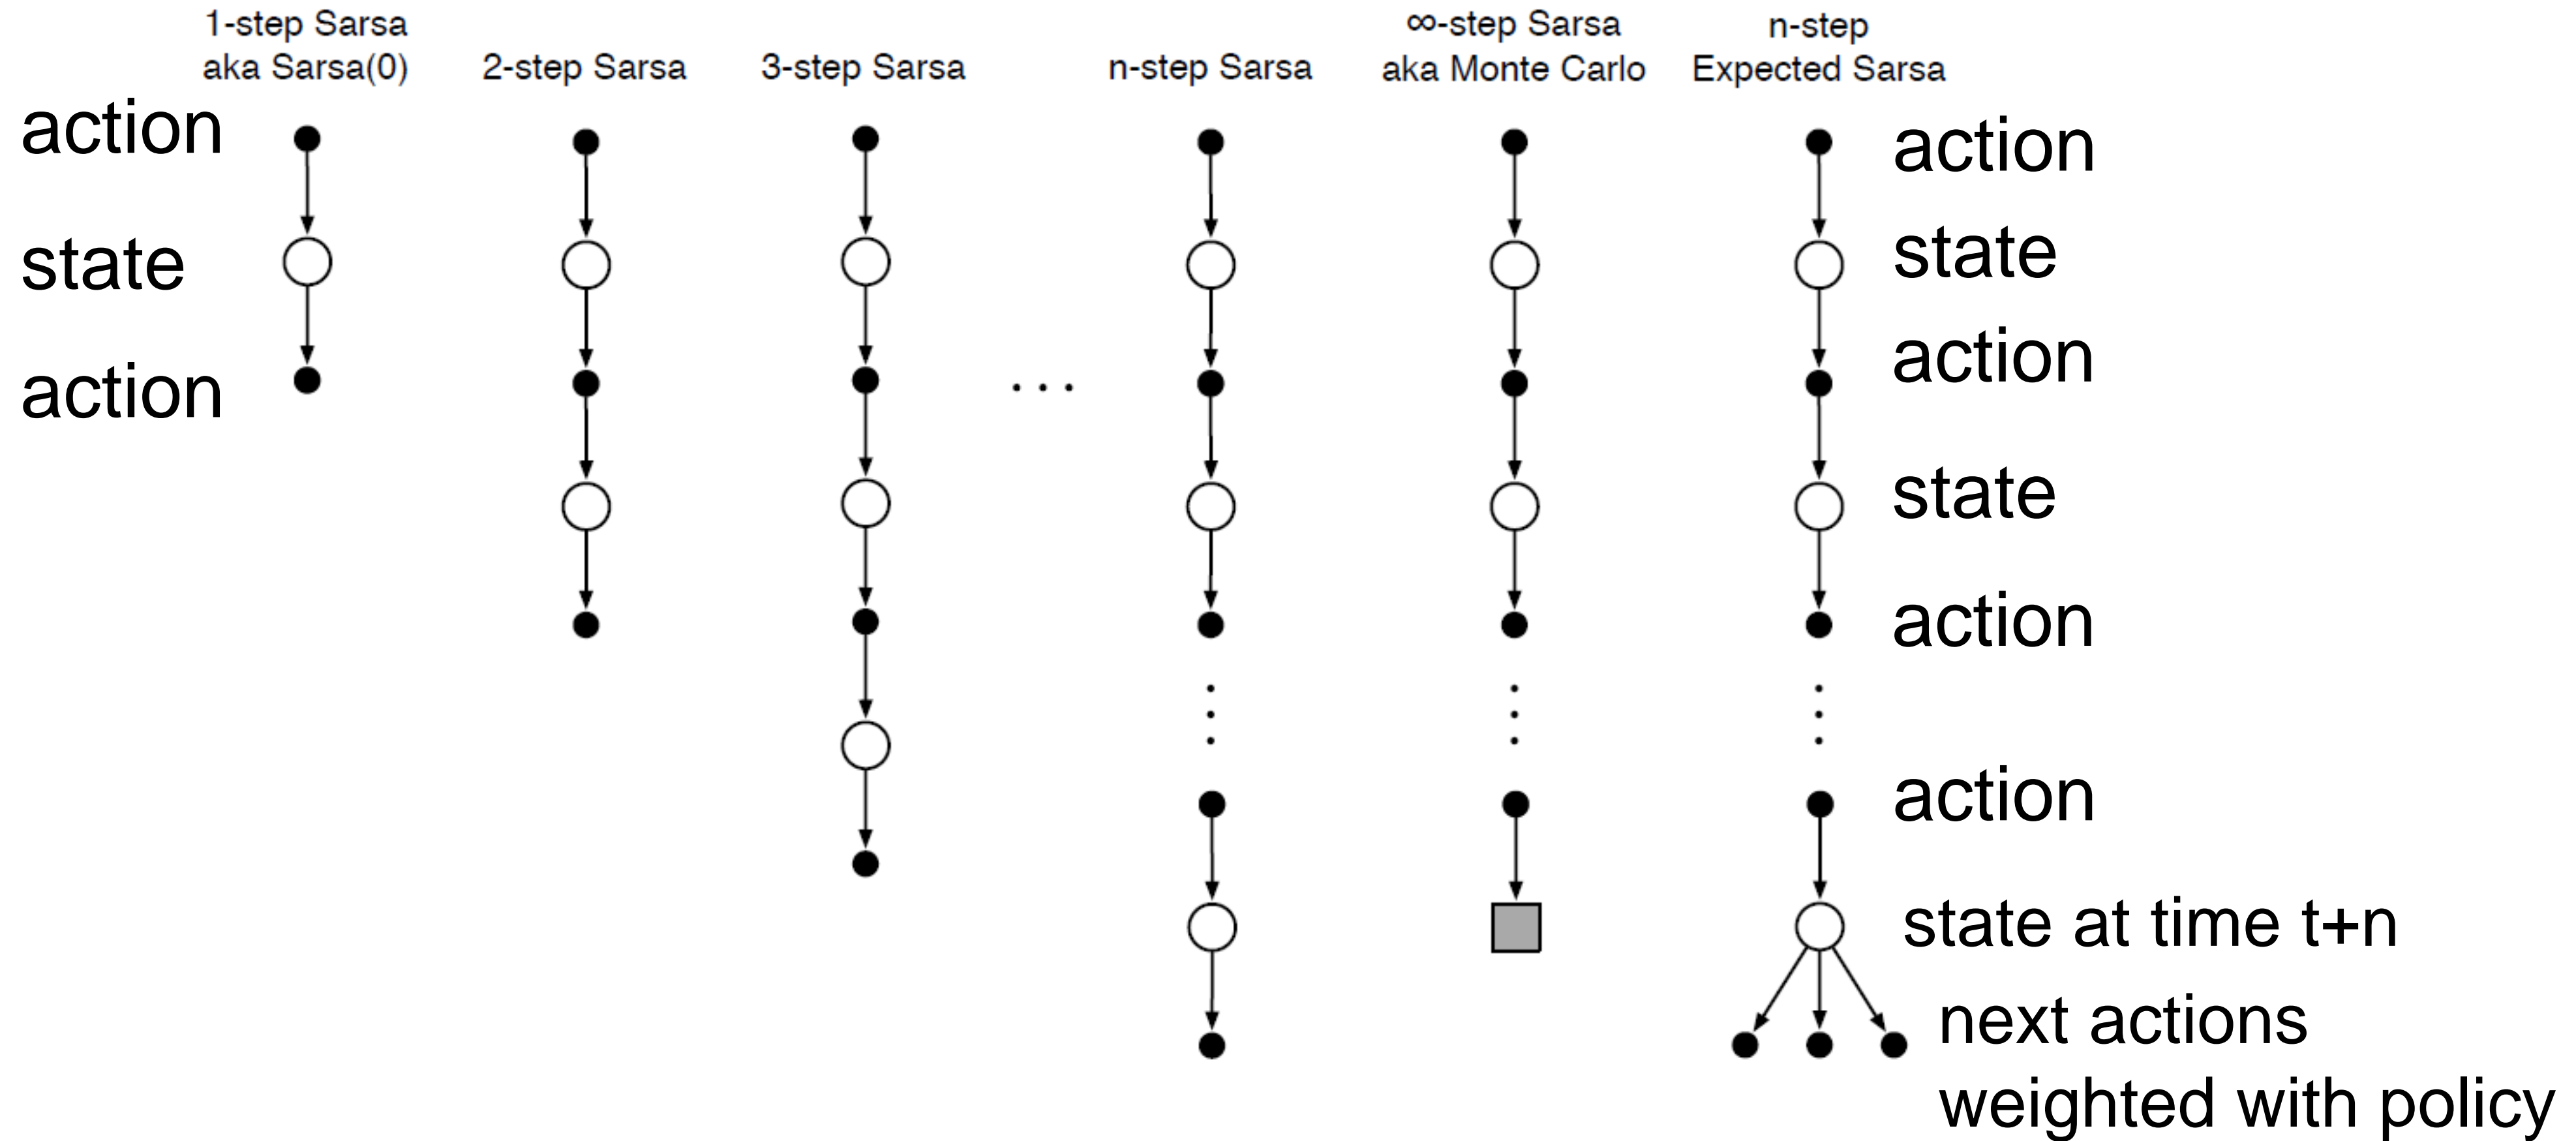 1-step Sarsa
aka Sarsa(0)
2-step Sarsa
3-step Sarsa
n-step Sarsa
∞-step Sarsa
aka Monte Carlo
n-step
Expected Sarsa
action
state
action
. . .
action
state
action
state
action
action
state at time t+n
next actions
weighted with policy